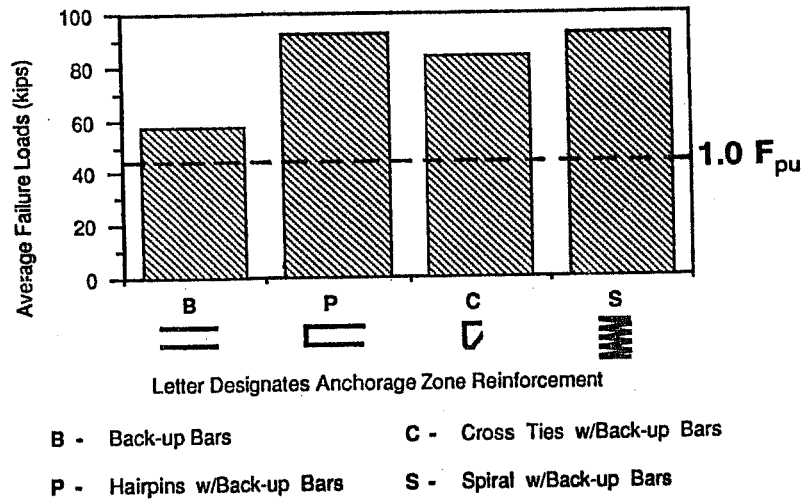 100
80
60
40
20
0
Average Failure Loads (kips)
1.0 Fpu
B P C S
Letter Designates Anchorage Zone Reinforcement
B - Back-up Bars
C - Cross Ties w/Back-up Bars
P - Hairpins w/Back-up Bars
S - Spiral w/Back-up Bars